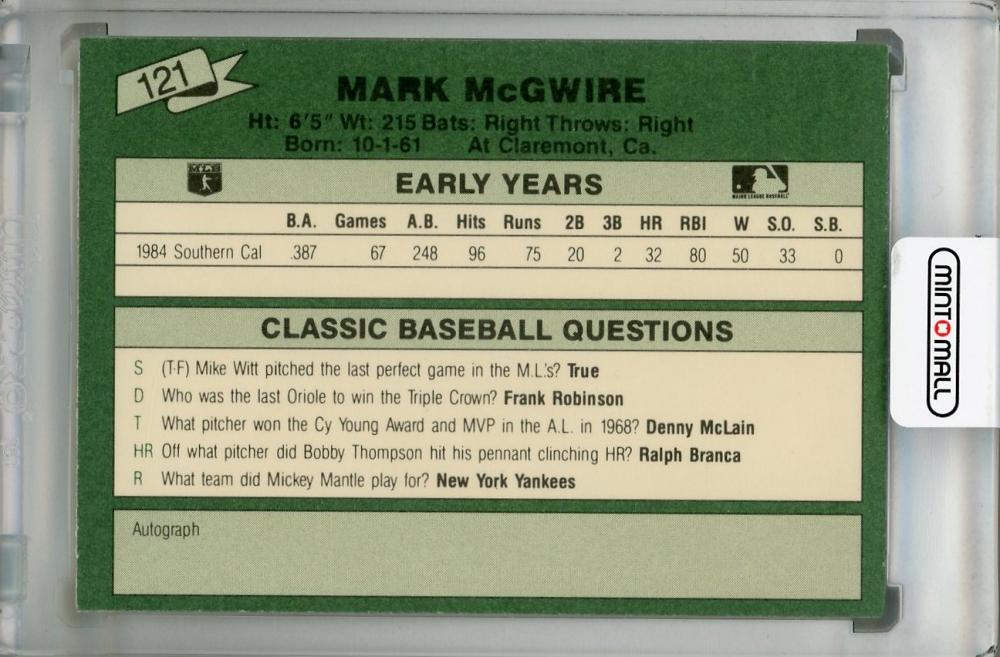 121
MARK McGWIRE
Ht: 6'5" Wt: 215 Bats: Right Throws: Right
Born: 10-1-61 At Claremont, Ca.
EARLY YEARS
MAJOR LEAGUE BASEBALL
B.A. Games A.B. Hits Runs 2B 3B HR RBI W S.O. S.B.
1984 Southern Cal .387 67 248 96 75 20 2 32 80 50 33 0
CLASSIC BASEBALL QUESTIONS
S (T-F) Mike Witt pitched the last perfect game in the M.L.'s? True
D Who was the last Oriole to win the Triple Crown? Frank Robinson
T What pitcher won the Cy Young Award and MVP in the A.L. in 1968? Denny McLain
HR Off what pitcher did Bobby Thompson hit his pennant clinching HR? Ralph Branca
R What team did Mickey Mantle play for? New York Yankees
Autograph
MINTOMALL